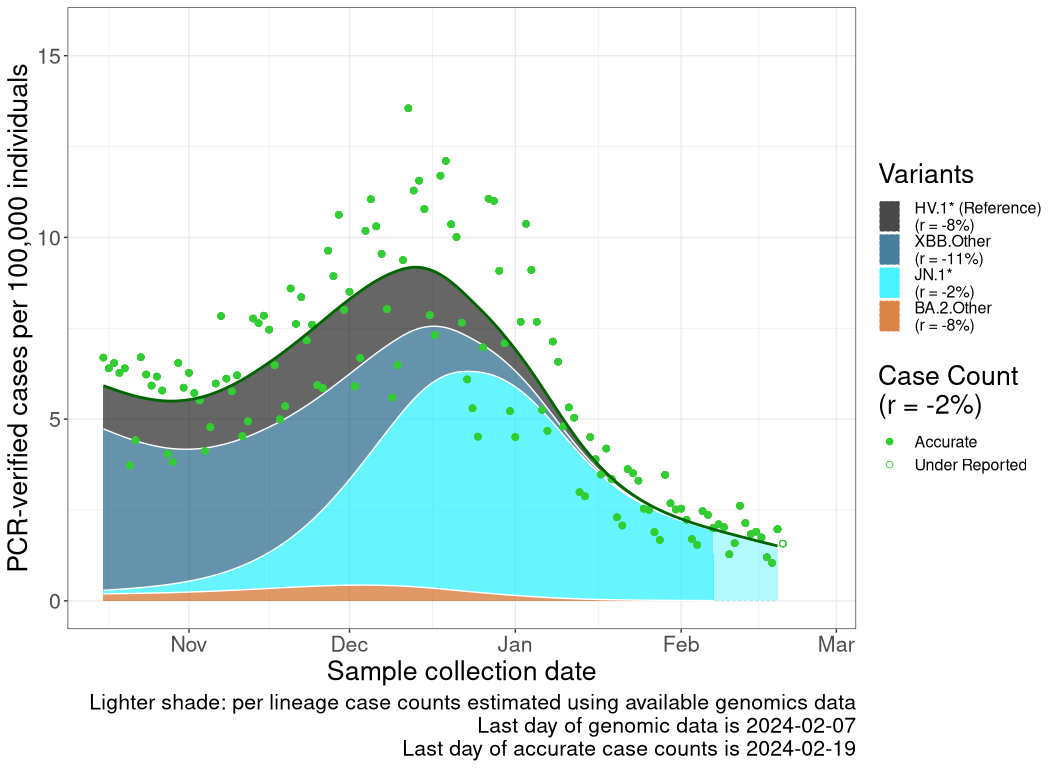 PCR-verified cases per 100,000 individuals
15
10
5
0
Nov
Dec
Jan
Feb
Mar
Sample collection date
Variants
HV.1* (Reference)
(r = -8%)
XBB.Other
(r = -11%)
JN.1*
(r = -2%)
BA.2.Other
(r = -8%)
Case Count
(r = -2%)
Accurate
Under Reported
Lighter shade: per lineage case counts estimated using available genomics data
Last day of genomic data is 2024-02-07
Last day of accurate case counts is 2024-02-19